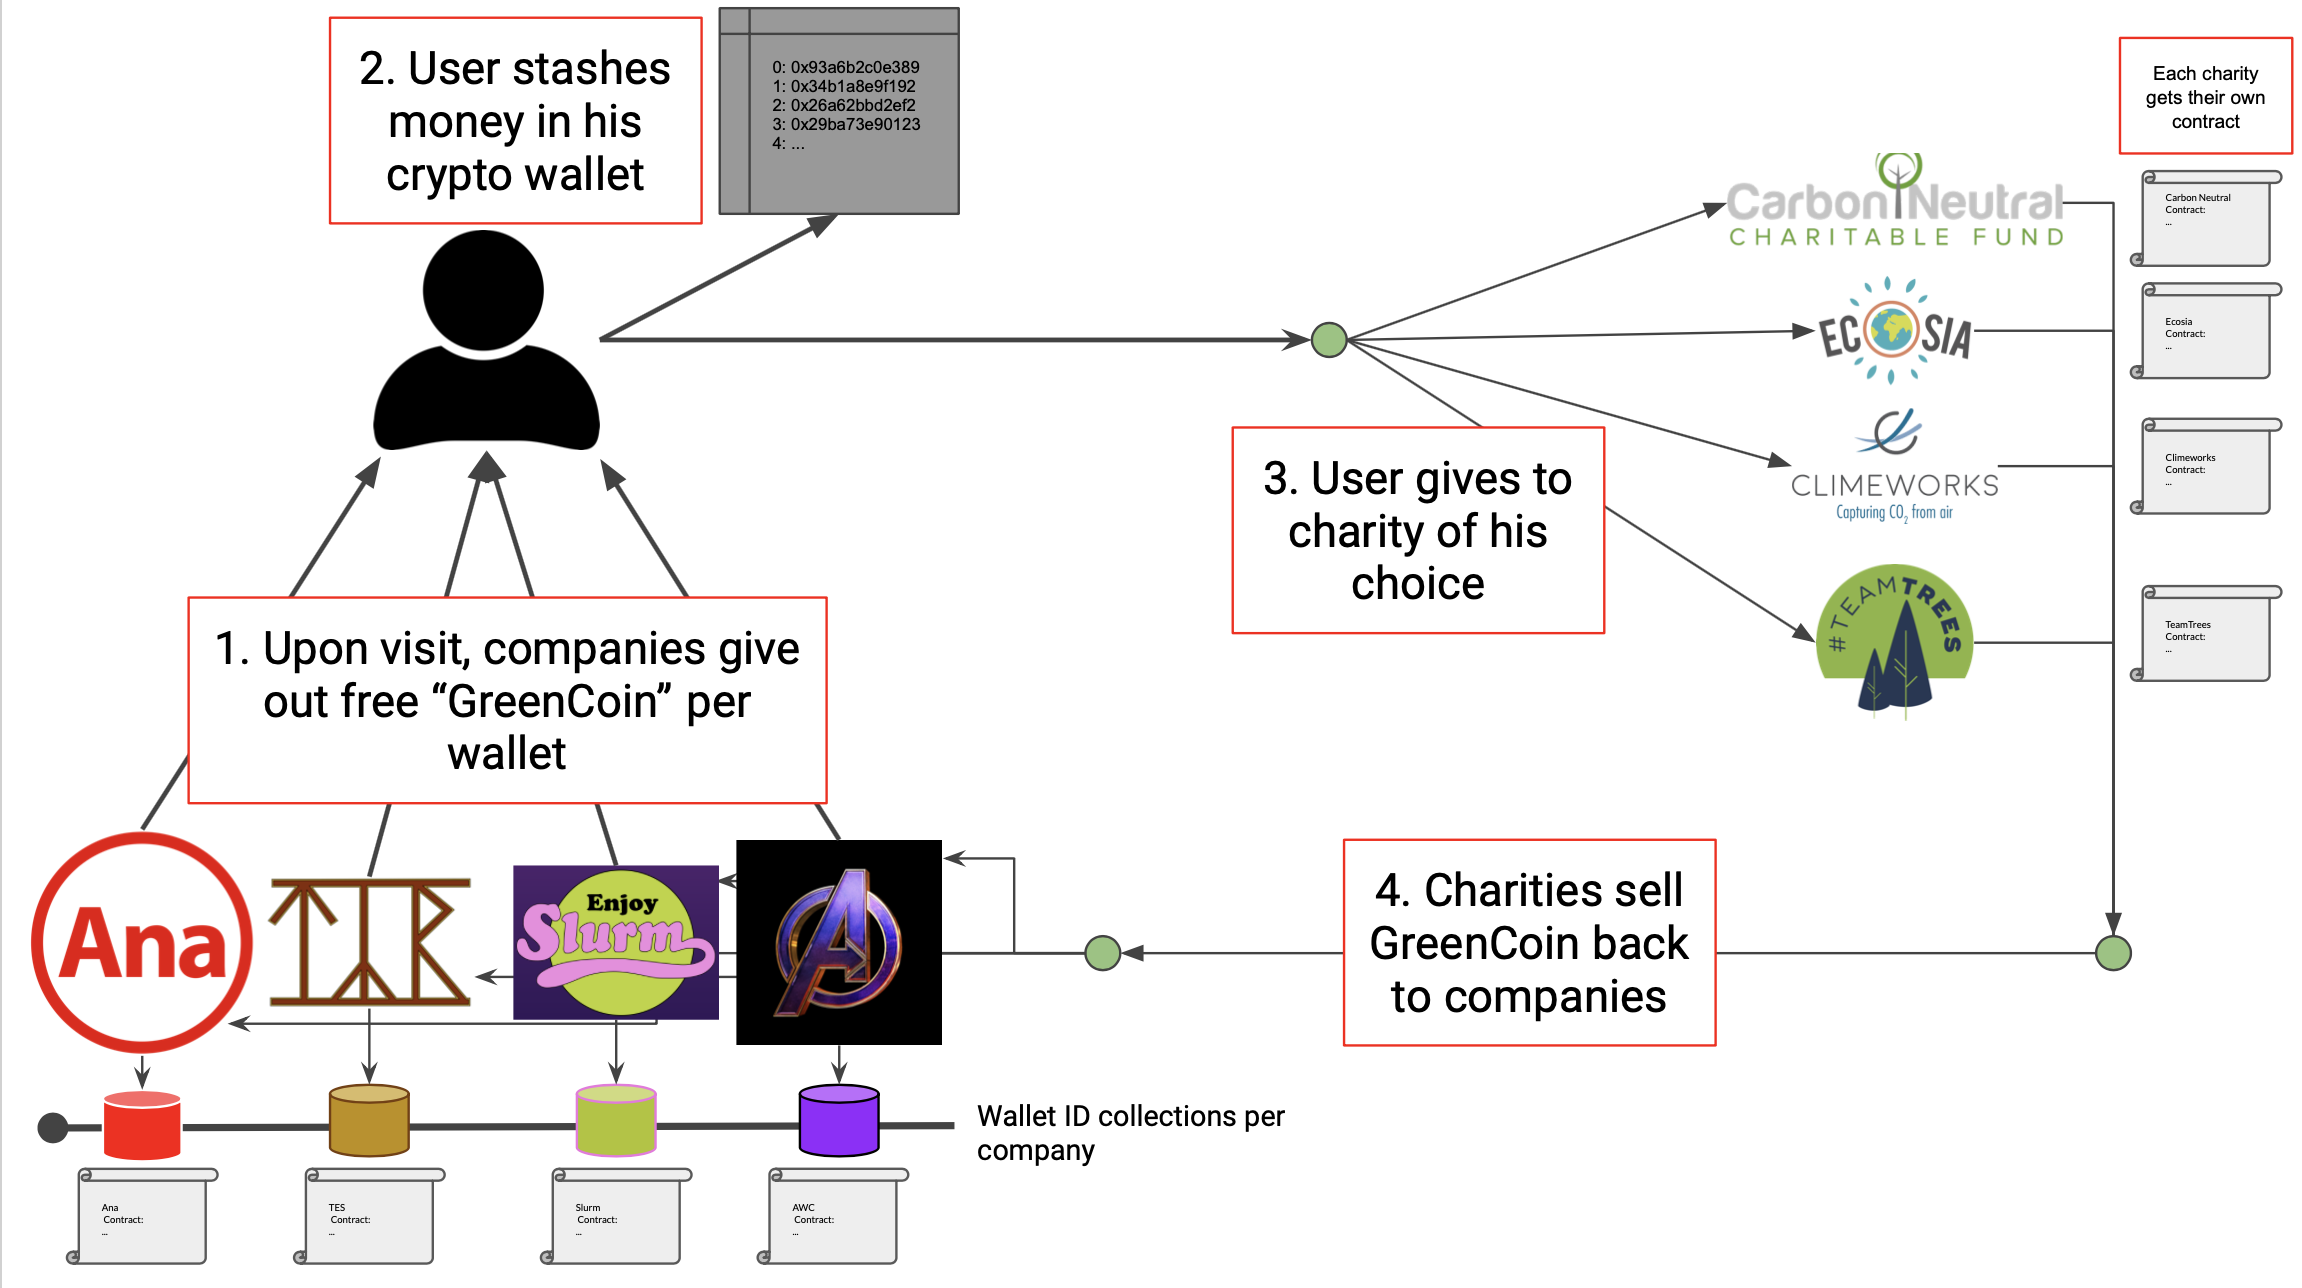 2. User stashes
money in his
crypto wallet
0: 0x93a6b2c0e389
1: 0x34b1a8e9f192
2: 0x26a62bbd2ef2
3: 0x29ba73e90123
4: ...
Each charity
gets their own
contract
Carbon Neutral
CHARITABLE FUND
Carbon Neutral
Contract:
...
ECOSIA
Ecosia
Contract:
...
CLIMEWORKS
Capturing CO2 from air
Climeworks
Contract:
...
3. User gives to
charity of his
choice
#TEAMTREES
TeamTrees
Contract:
...
1. Upon visit, companies give
out free “GreenCoin” per
wallet
Ana
Enjoy
Slurm
A
4. Charities sell
GreenCoin back
to companies
Wallet ID collections per
company
Ana
Contract:
...
TES
Contract:
...
Slurm
Contract:
...
AWC
Contract:
...